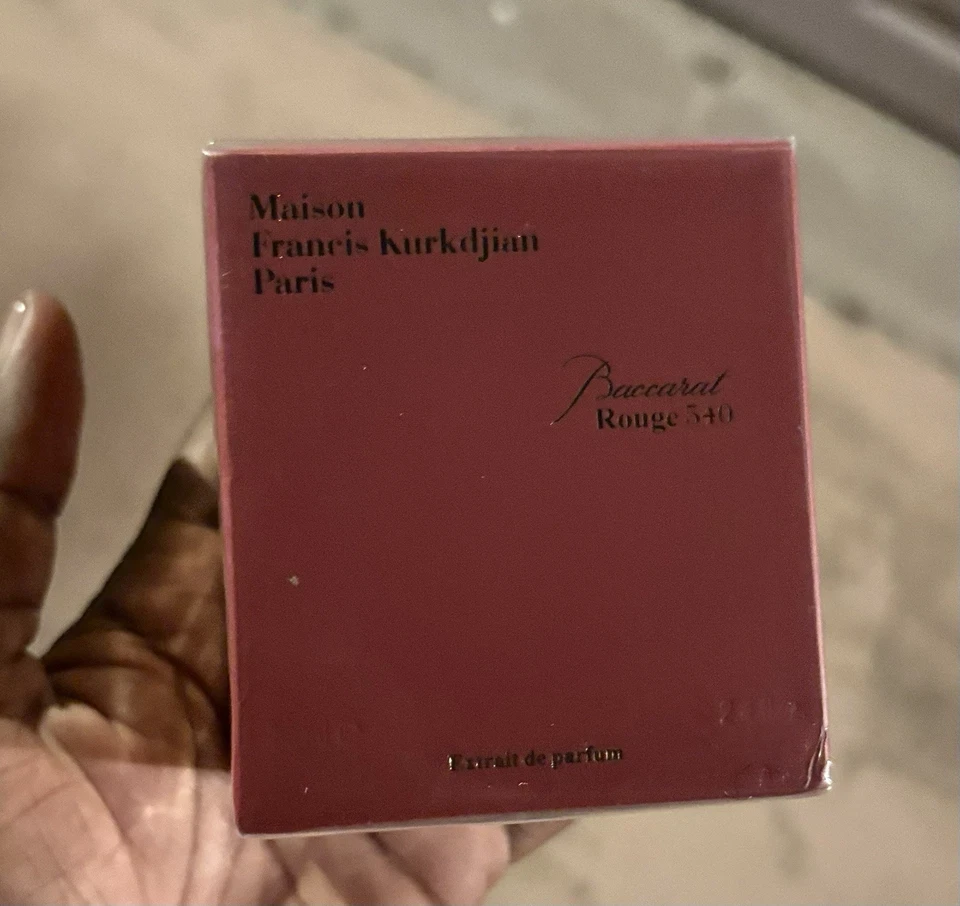 Maison
Francis Kurkdjian
Paris
Baccarat
Rouge 540
Extrait de parfum